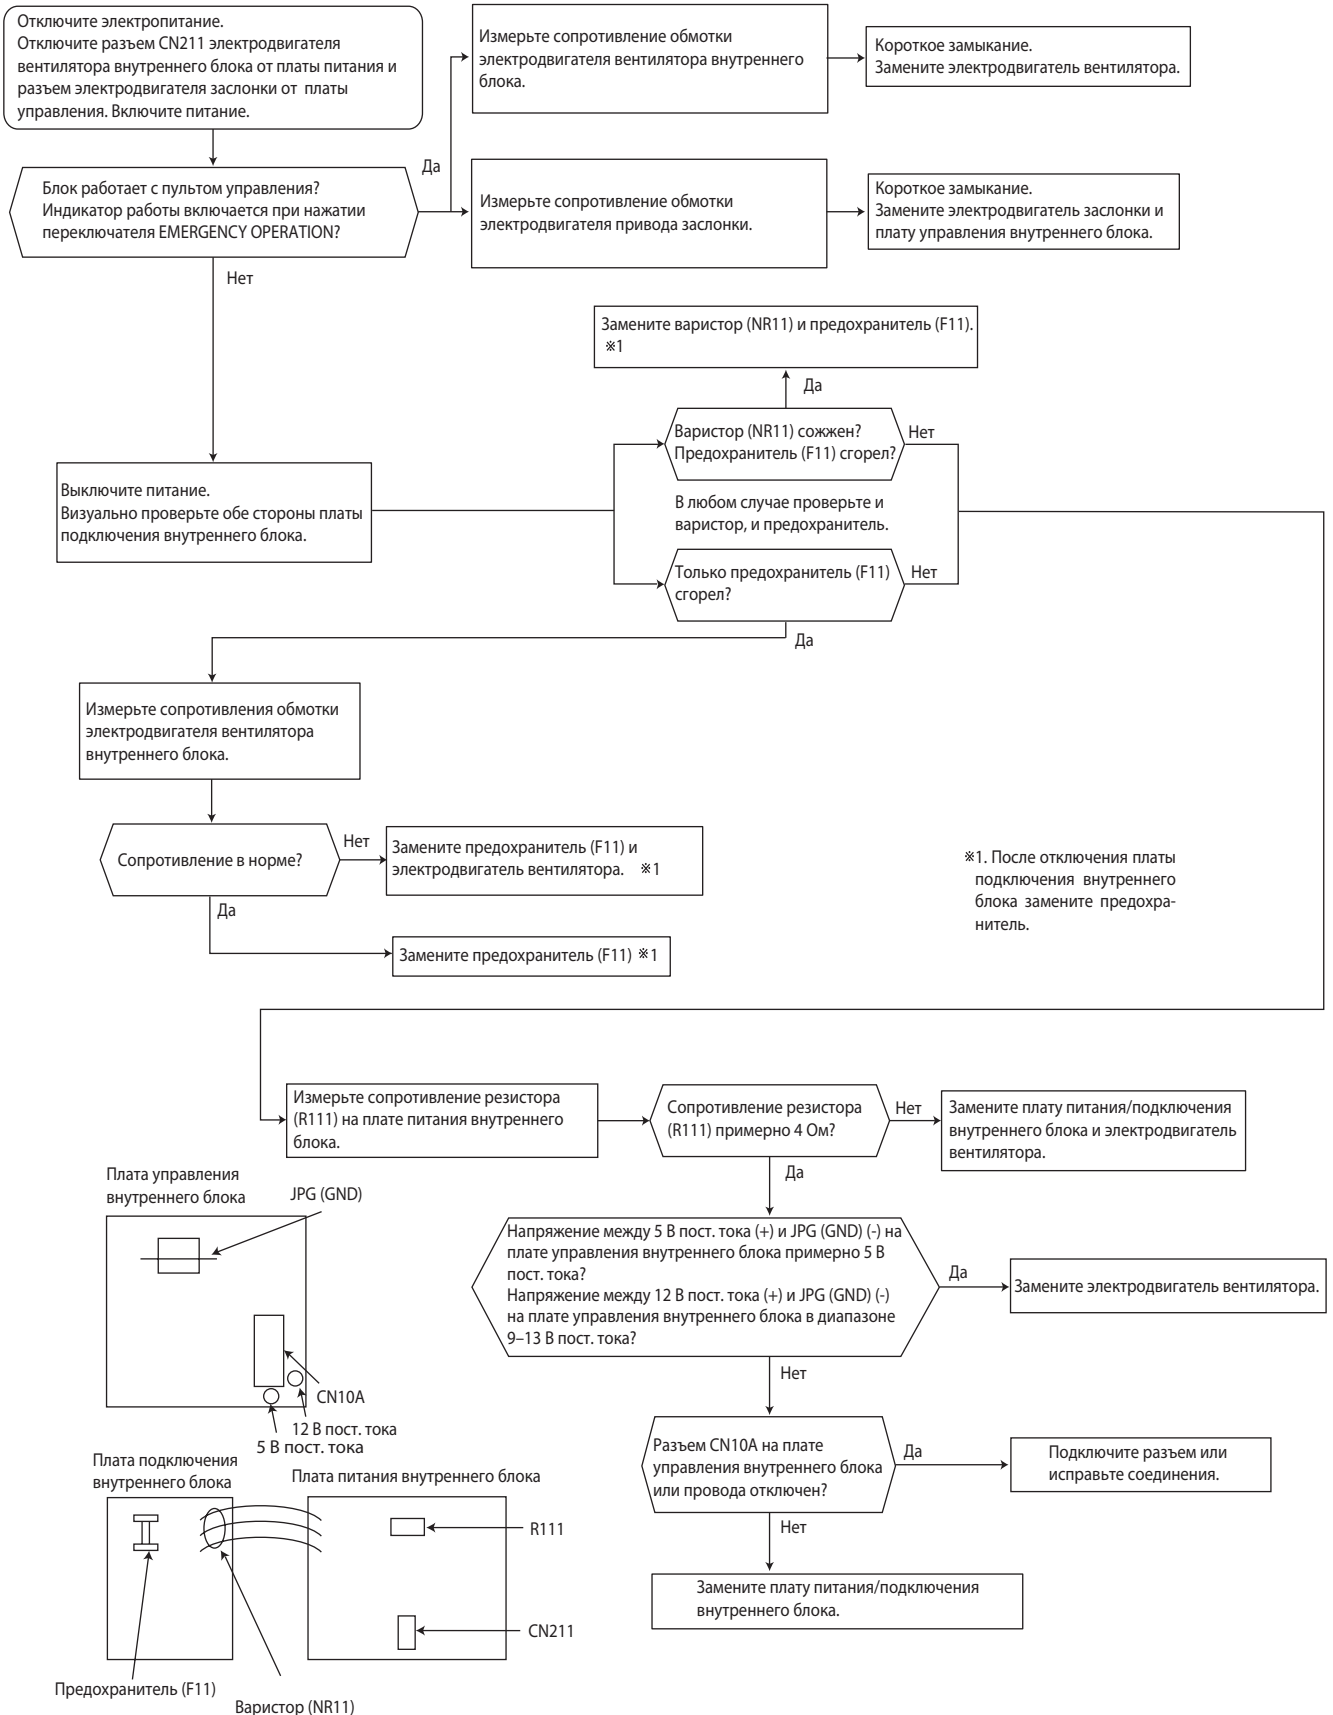 Отключите электропитание.
Отключите разъем CN211 электродвигателя
вентилятора внутреннего блока от платы питания и
разъем электродвигателя заслонки от платы
управления. Включите питание.
Измерьте сопротивление обмотки
электродвигателя вентилятора внутреннего
блока.
Короткое замыкание.
Замените электродвигатель вентилятора.
Да
Блок работает с пультом управления?
Индикатор работы включается при нажатии
переключателя EMERGENCY OPERATION?
Измерьте сопротивление обмотки
электродвигателя привода заслонки.
Короткое замыкание.
Замените электродвигатель заслонки и
плату управления внутреннего блока.
Нет
Замените варистор (NR11) и предохранитель (F11).
※1
Да
Варистор (NR11) сожжен?
Предохранитель (F11) сгорел?
Нет
Выключите питание.
Визуально проверьте обе стороны платы
подключения внутреннего блока.
В любом случае проверьте и
варистор, и предохранитель.
Только предохранитель (F11)
сгорел?
Нет
Да
Измерьте сопротивления обмотки
электродвигателя вентилятора
внутреннего блока.
Сопротивление в норме?
Нет
Замените предохранитель (F11) и
электродвигатель вентилятора. ※1
※1. После отключения платы
подключения внутреннего
блока замените предохра-
нитель.
Да
Замените предохранитель (F11) ※1
Измерьте сопротивление резистора
(R111) на плате питания внутреннего
блока.
Сопротивление резистора
(R111) примерно 4 Ом?
Нет
Замените плату питания/подключения
внутреннего блока и электродвигатель
вентилятора.
Да
Плата управления
внутреннего блока
JPG (GND)
Напряжение между 5 В пост. тока (+) и JPG (GND) (-) на
плате управления внутреннего блока примерно 5 В
пост. тока?
Напряжение между 12 В пост. тока (+) и JPG (GND) (-)
на плате управления внутреннего блока в диапазоне
9–13 В пост. тока?
Да
Замените электродвигатель вентилятора.
Нет
CN10A
12 В пост. тока
5 В пост. тока
Разъем CN10A на плате
управления внутреннего блока
или провода отключен?
Да
Подключите разъем или
исправьте соединения.
Нет
Плата подключения
внутреннего блока
Плата питания внутреннего блока
R111
CN211
Замените плату питания/подключения
внутреннего блока.
Предохранитель (F11)
Варистор (NR11)